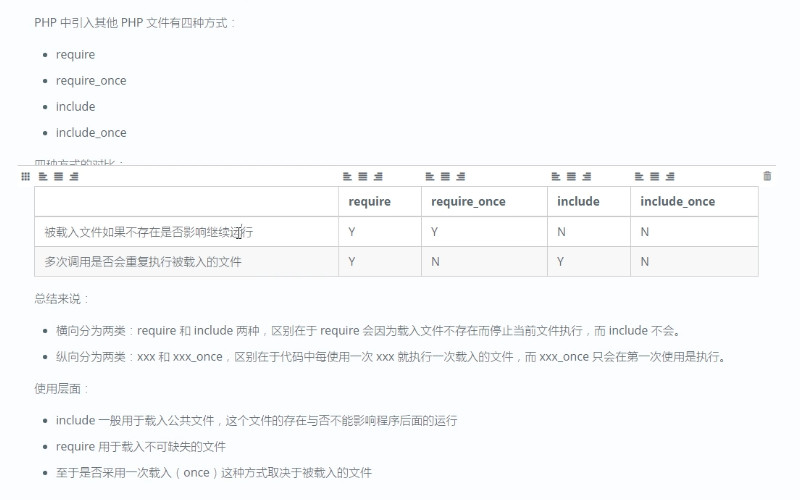 PHP 中引入其他 PHP 文件有四种方式：
require
require_once
include
include_once
四种方式的对比：
require require_once include include_once
被载入文件如果不存在是否影响继续运行 Y Y N N
多次调用是否会重复执行被载入的文件 Y N Y N
总结来说：
横向分为两类：require 和 include 两种，区别在于 require 会因为载入文件不存在而停止当前文件执行，而 include 不会。
纵向分为两类：xxx 和 xxx_once，区别在于代码中每使用一次 xxx 就执行一次载入的文件，而 xxx_once 只会在第一次使用是执行。
使用层面：
include 一般用于载入公共文件，这个文件的存在与否不能影响程序后面的运行
require 用于载入不可缺失的文件
至于是否采用一次载入（once）这种方式取决于被载入的文件